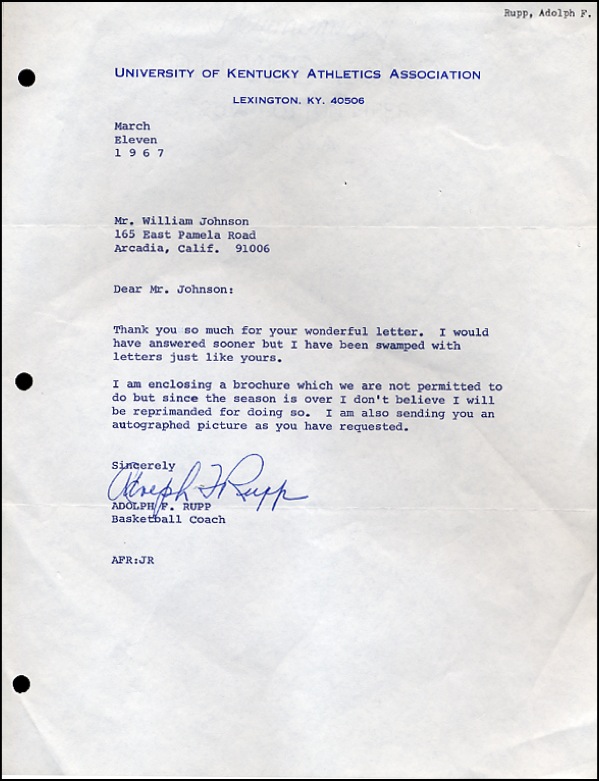 Rupp, Adolph F.
UNIVERSITY OF KENTUCKY ATHLETICS ASSOCIATION
LEXINGTON, KY. 40506
March
Eleven
1 9 6 7
Mr. William Johnson
165 East Pamela Road
Arcadia, Calif.  91006
Dear Mr. Johnson:
Thank you so much for your wonderful letter.  I would
have answered sooner but I have been swamped with
letters just like yours.
I am enclosing a brochure which we are not permitted to
do but since the season is over I don't believe I will
be reprimanded for doing so.  I am also sending you an
autographed picture as you have requested.
Sincerely
Adolph F Rupp
ADOLPH F. RUPP
Basketball Coach
AFR:JR